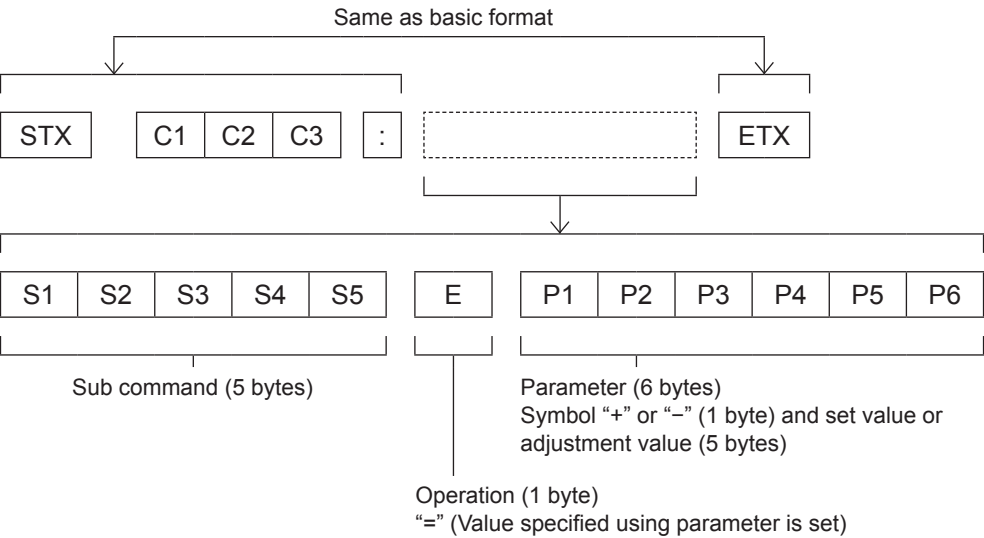 Same as basic format
STX C1 C2 C3 : ETX
S1 S2 S3 S4 S5 E P1 P2 P3 P4 P5 P6
Sub command (5 bytes)
Parameter (6 bytes)
Symbol “+” or “−” (1 byte) and set value or
adjustment value (5 bytes)
Operation (1 byte)
“=” (Value specified using parameter is set)